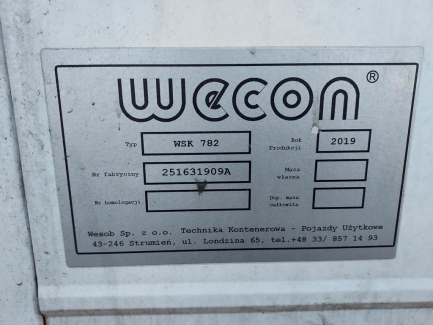 wecon®
Typ WSK 782 Rok Produkcji 2019
Nr fabryczny 251631909A Masa własna
Nr homologacji Dop. masa całkowita
Wesob Sp. z o.o. Technika Kontenerowa - Pojazdy Użytkowe
43-246 Strumień, ul. Londzina 65, tel.+48 33/ 857 14 93